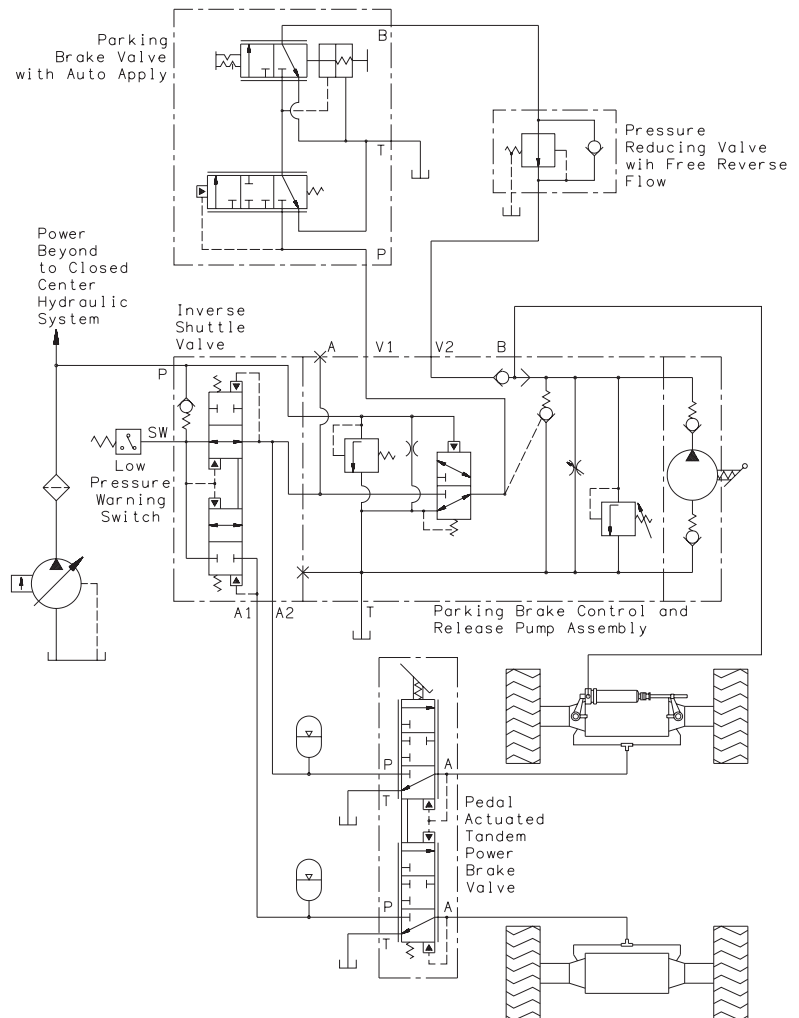 Parking
Brake Valve
with Auto Apply
B
T
P
Pressure
Reducing Valve
wih Free Reverse
Flow
Power
Beyond
to Closed
Center
Hydraulic
System
Inverse
Shuttle
Valve
A
V1
V2
B
P
SW
Low
Pressure
Warning
Switch
A1
A2
T
Parking Brake Control and
Release Pump Assembly
P
A
T
Pedal
Actuated
Tandem
Power
Brake
Valve
P
A
T